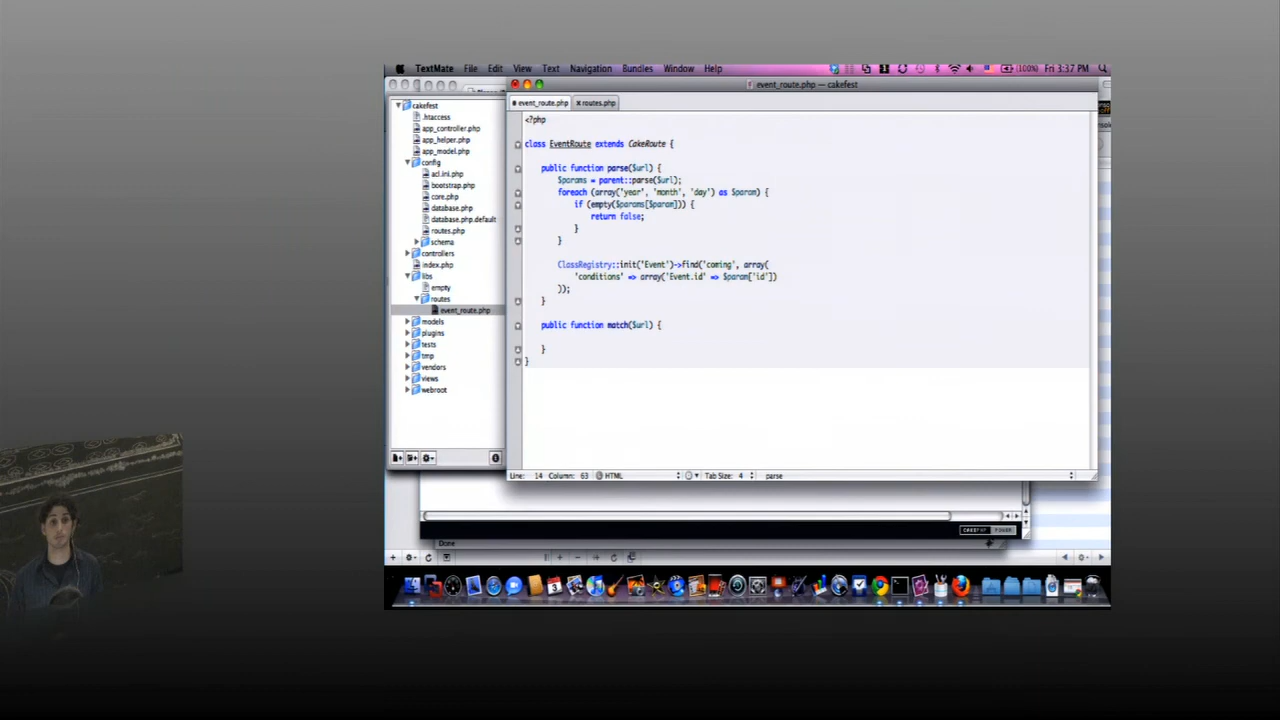 TextMate File Edit View Text Navigation Bundles Window Help (100%) Fri 3:37 PM
event_route.php — cakefest
event_route.php routes.php
cakefest
.htaccess
app_controller.php
app_helper.php
app_model.php
config
acl.ini.php
bootstrap.php
core.php
database.php
database.php.default
routes.php
schema
controllers
index.php
libs
empty
routes
event_route.php
models
plugins
tests
tmp
vendors
views
webroot
<?php
class EventRoute extends CakeRoute {
public function parse($url) {
$params = parent::parse($url);
foreach (array('year', 'month', 'day') as $param) {
if (empty($params[$param])) {
return false;
}
}
ClassRegistry::init('Event')->find('coming', array(
'conditions' => array('Event.id' => $param['id'])
));
}
public function match($url) {
}
}
Line: 14 Column: 63 HTML Tab Size: 4 parse
CAKEPHP POWER
Done